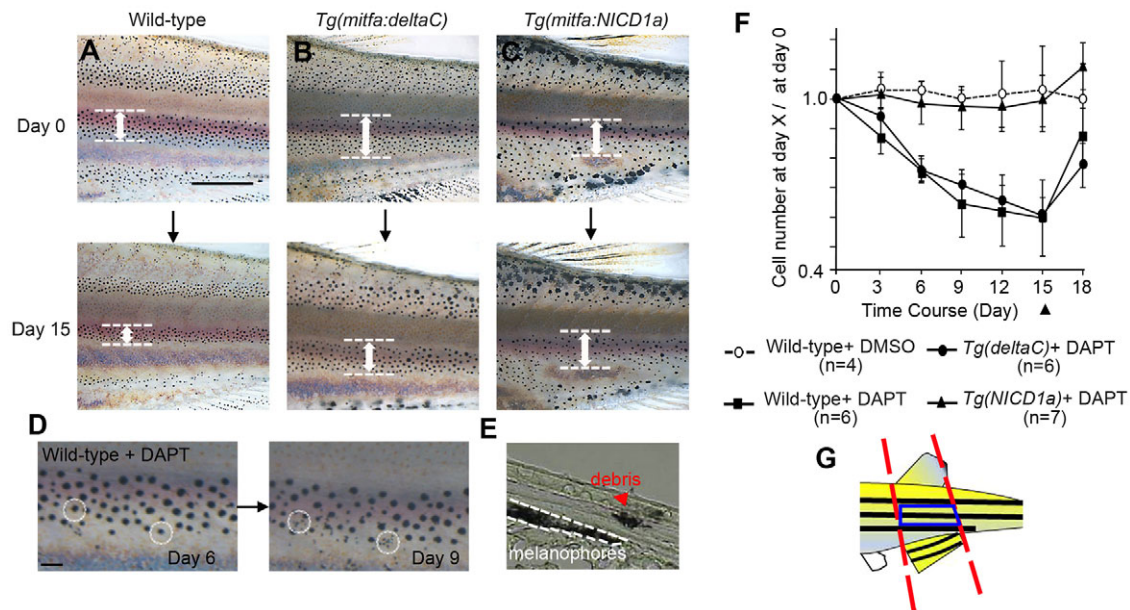 Wild-type
Tg(mitfa:deltaC)
Tg(mitfa:NICD1a)
A
B
C
Day 0
Day 15
D
Wild-type + DAPT
Day 6
Day 9
E
debris
melanophores
F
Cell number at day X / at day 0
1.0
0.4
0 3 6 9 12 15 18
Time Course (Day)
Wild-type+ DMSO
(n=4)
Tg(deltaC)+ DAPT
(n=6)
Wild-type+ DAPT
(n=6)
Tg(NICD1a)+ DAPT
(n=7)
G